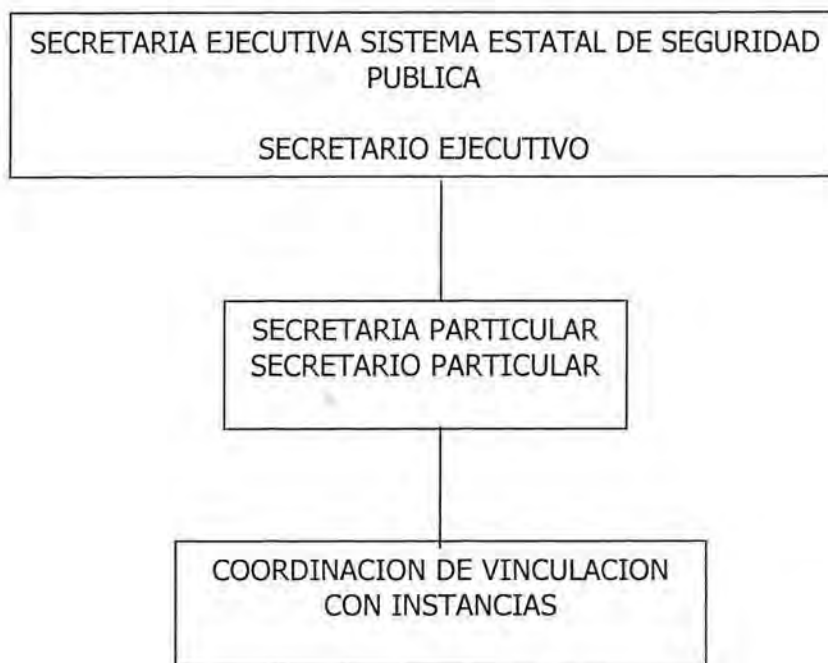 SECRETARIA EJECUTIVA SISTEMA ESTATAL DE SEGURIDAD
PUBLICA
SECRETARIO EJECUTIVO
SECRETARIA PARTICULAR
SECRETARIO PARTICULAR
COORDINACION DE VINCULACION
CON INSTANCIAS